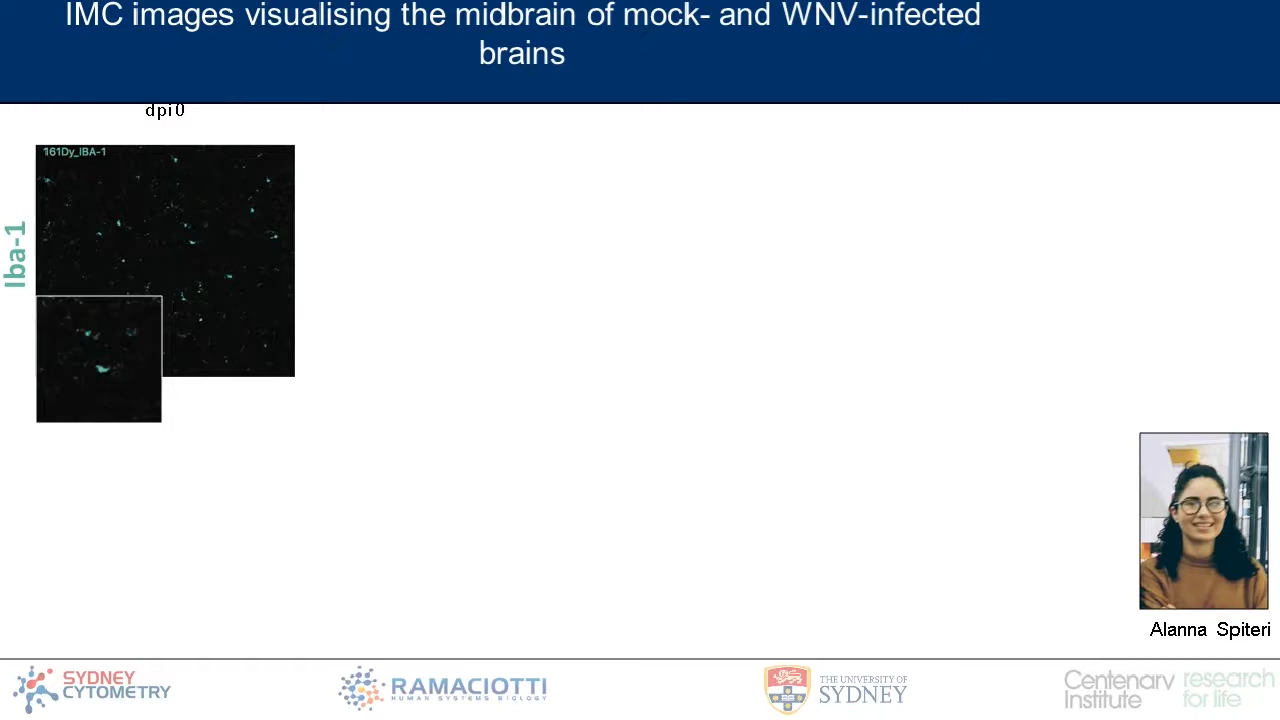 IMC images visualising the midbrain of mock- and WNV-infected
brains
dpi0
161Dy_iBA-1
Iba-1
Alanna Spiteri
SYDNEY
CYTOMETRY
RAMACIOTTI
HUMAN SYSTEMS BIOLOGY
THE UNIVERSITY OF
SYDNEY
Centenary
Institute
research
for life